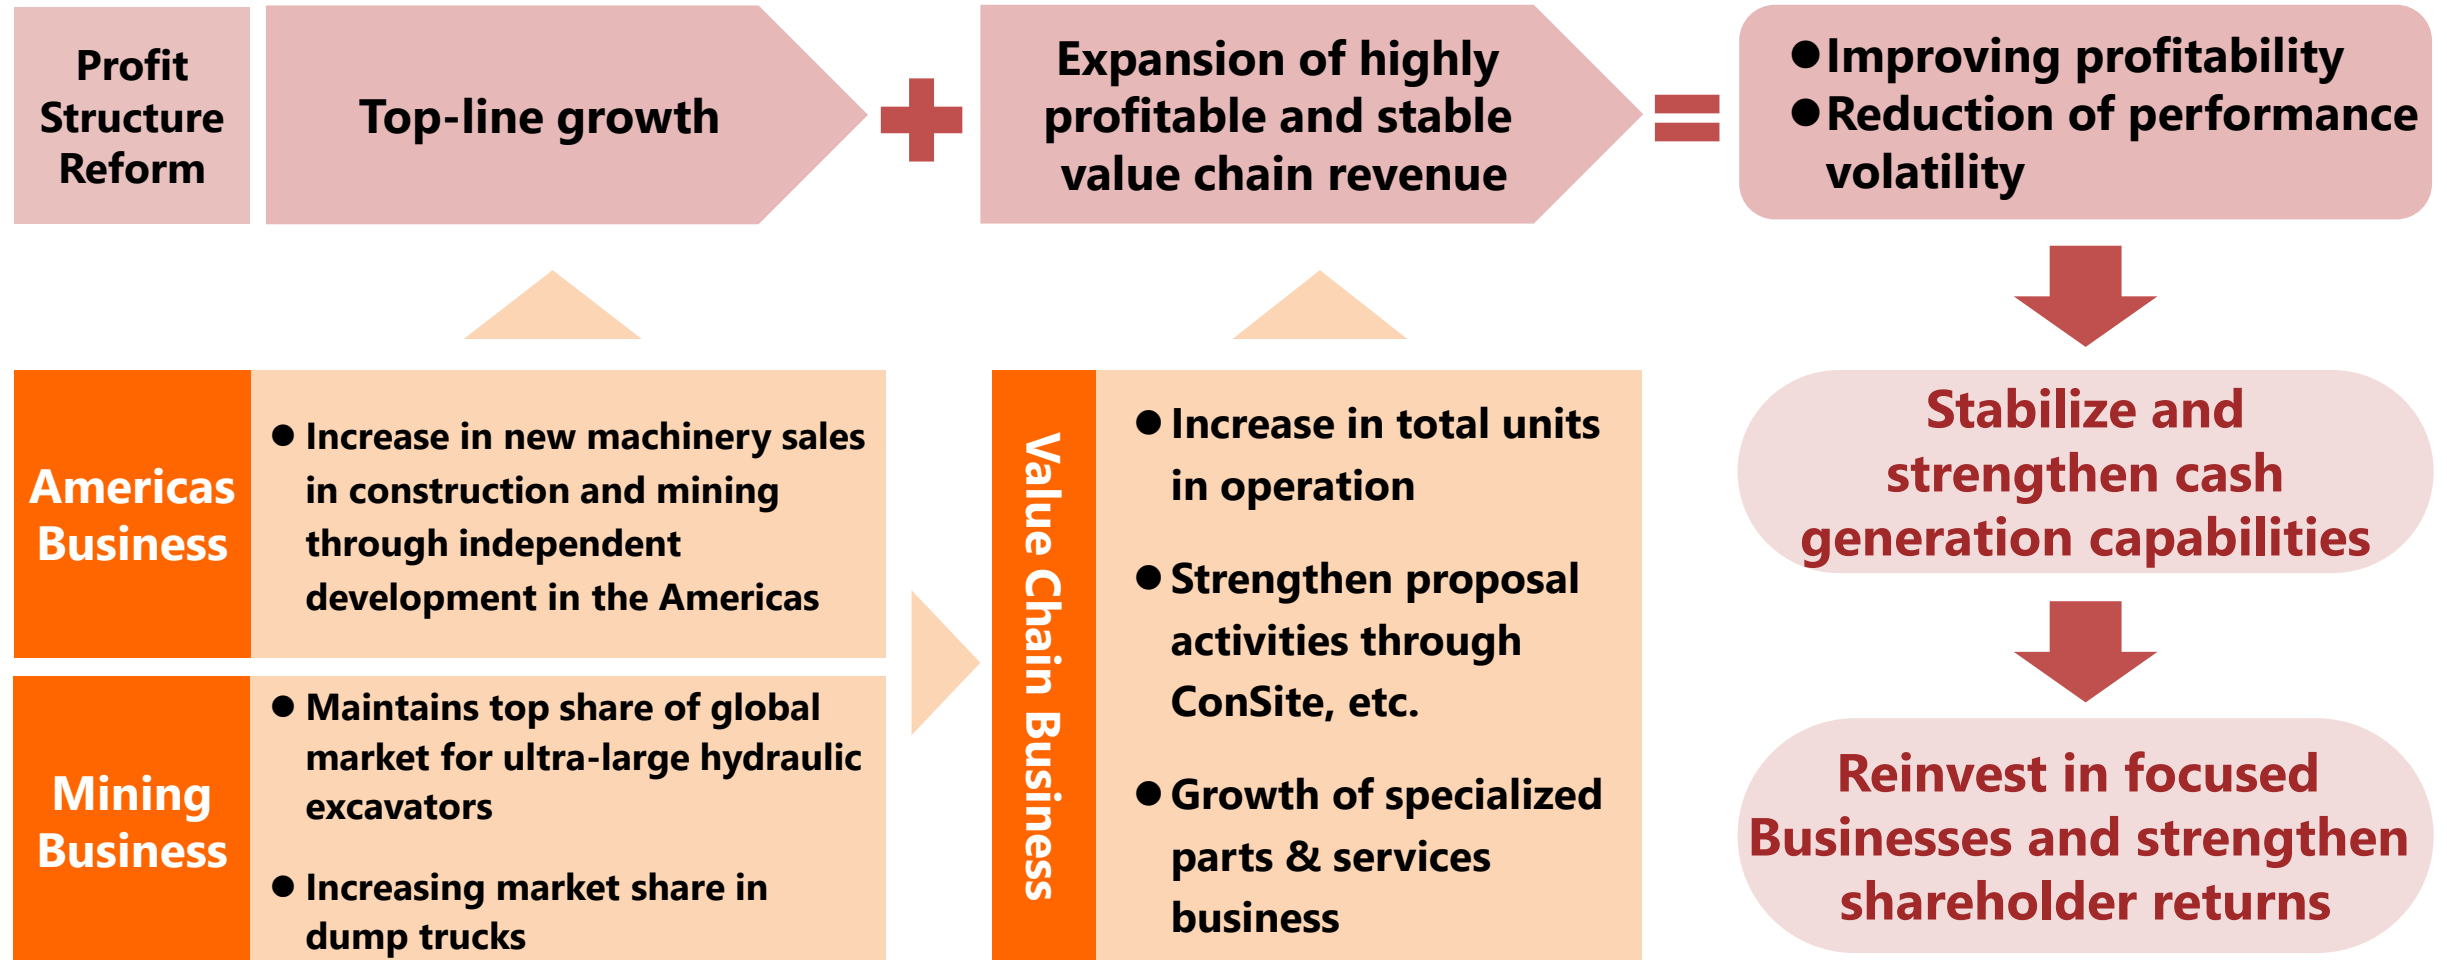 Profit
Structure
Reform
Top-line growth
Expansion of highly
profitable and stable
value chain revenue
●Improving profitability
●Reduction of performance
volatility
Americas
Business
● Increase in new machinery sales
in construction and mining
through independent
development in the Americas
Mining
Business
● Maintains top share of global
market for ultra-large hydraulic
excavators
● Increasing market share in
dump trucks
Value Chain Business
● Increase in total units
in operation
● Strengthen proposal
activities through
ConSite, etc.
● Growth of specialized
parts & services
business
Stabilize and
strengthen cash
generation capabilities
Reinvest in focused
Businesses and strengthen
shareholder returns